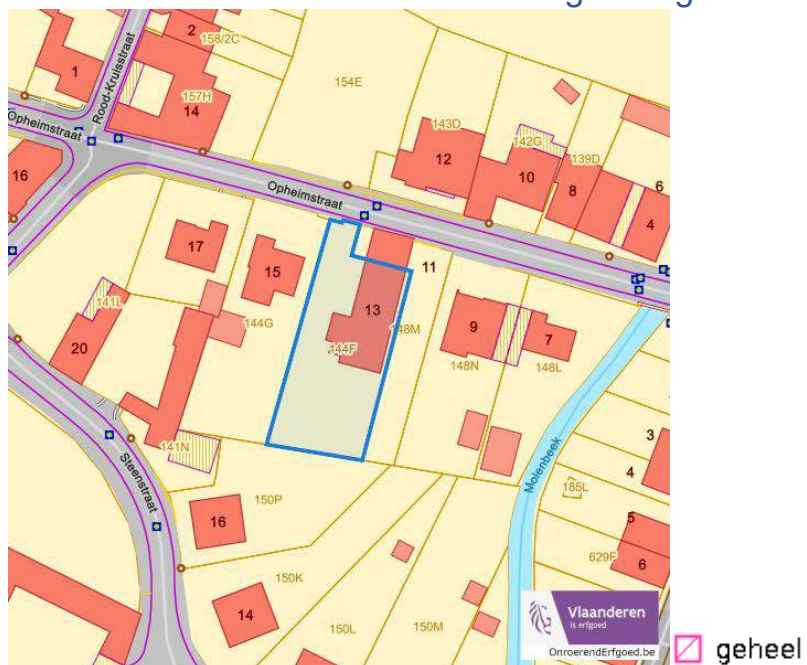 2
158/2C
1
157H
14
Rood-Kruisstraat
Opheimstraat
154E
143D
12
142G
10
139D
8
6
4
16
Opheimstraat
17
15
11
13
141L
144G
148M
9
7
20
144F
148N
148L
141N
Steenstraat
16
150P
Molenbeek
3
4
185L
5
629F
6
150K
14
150L
150M
Vlaanderen
is erfgoed
OnroerendErfgoed.be
geheel